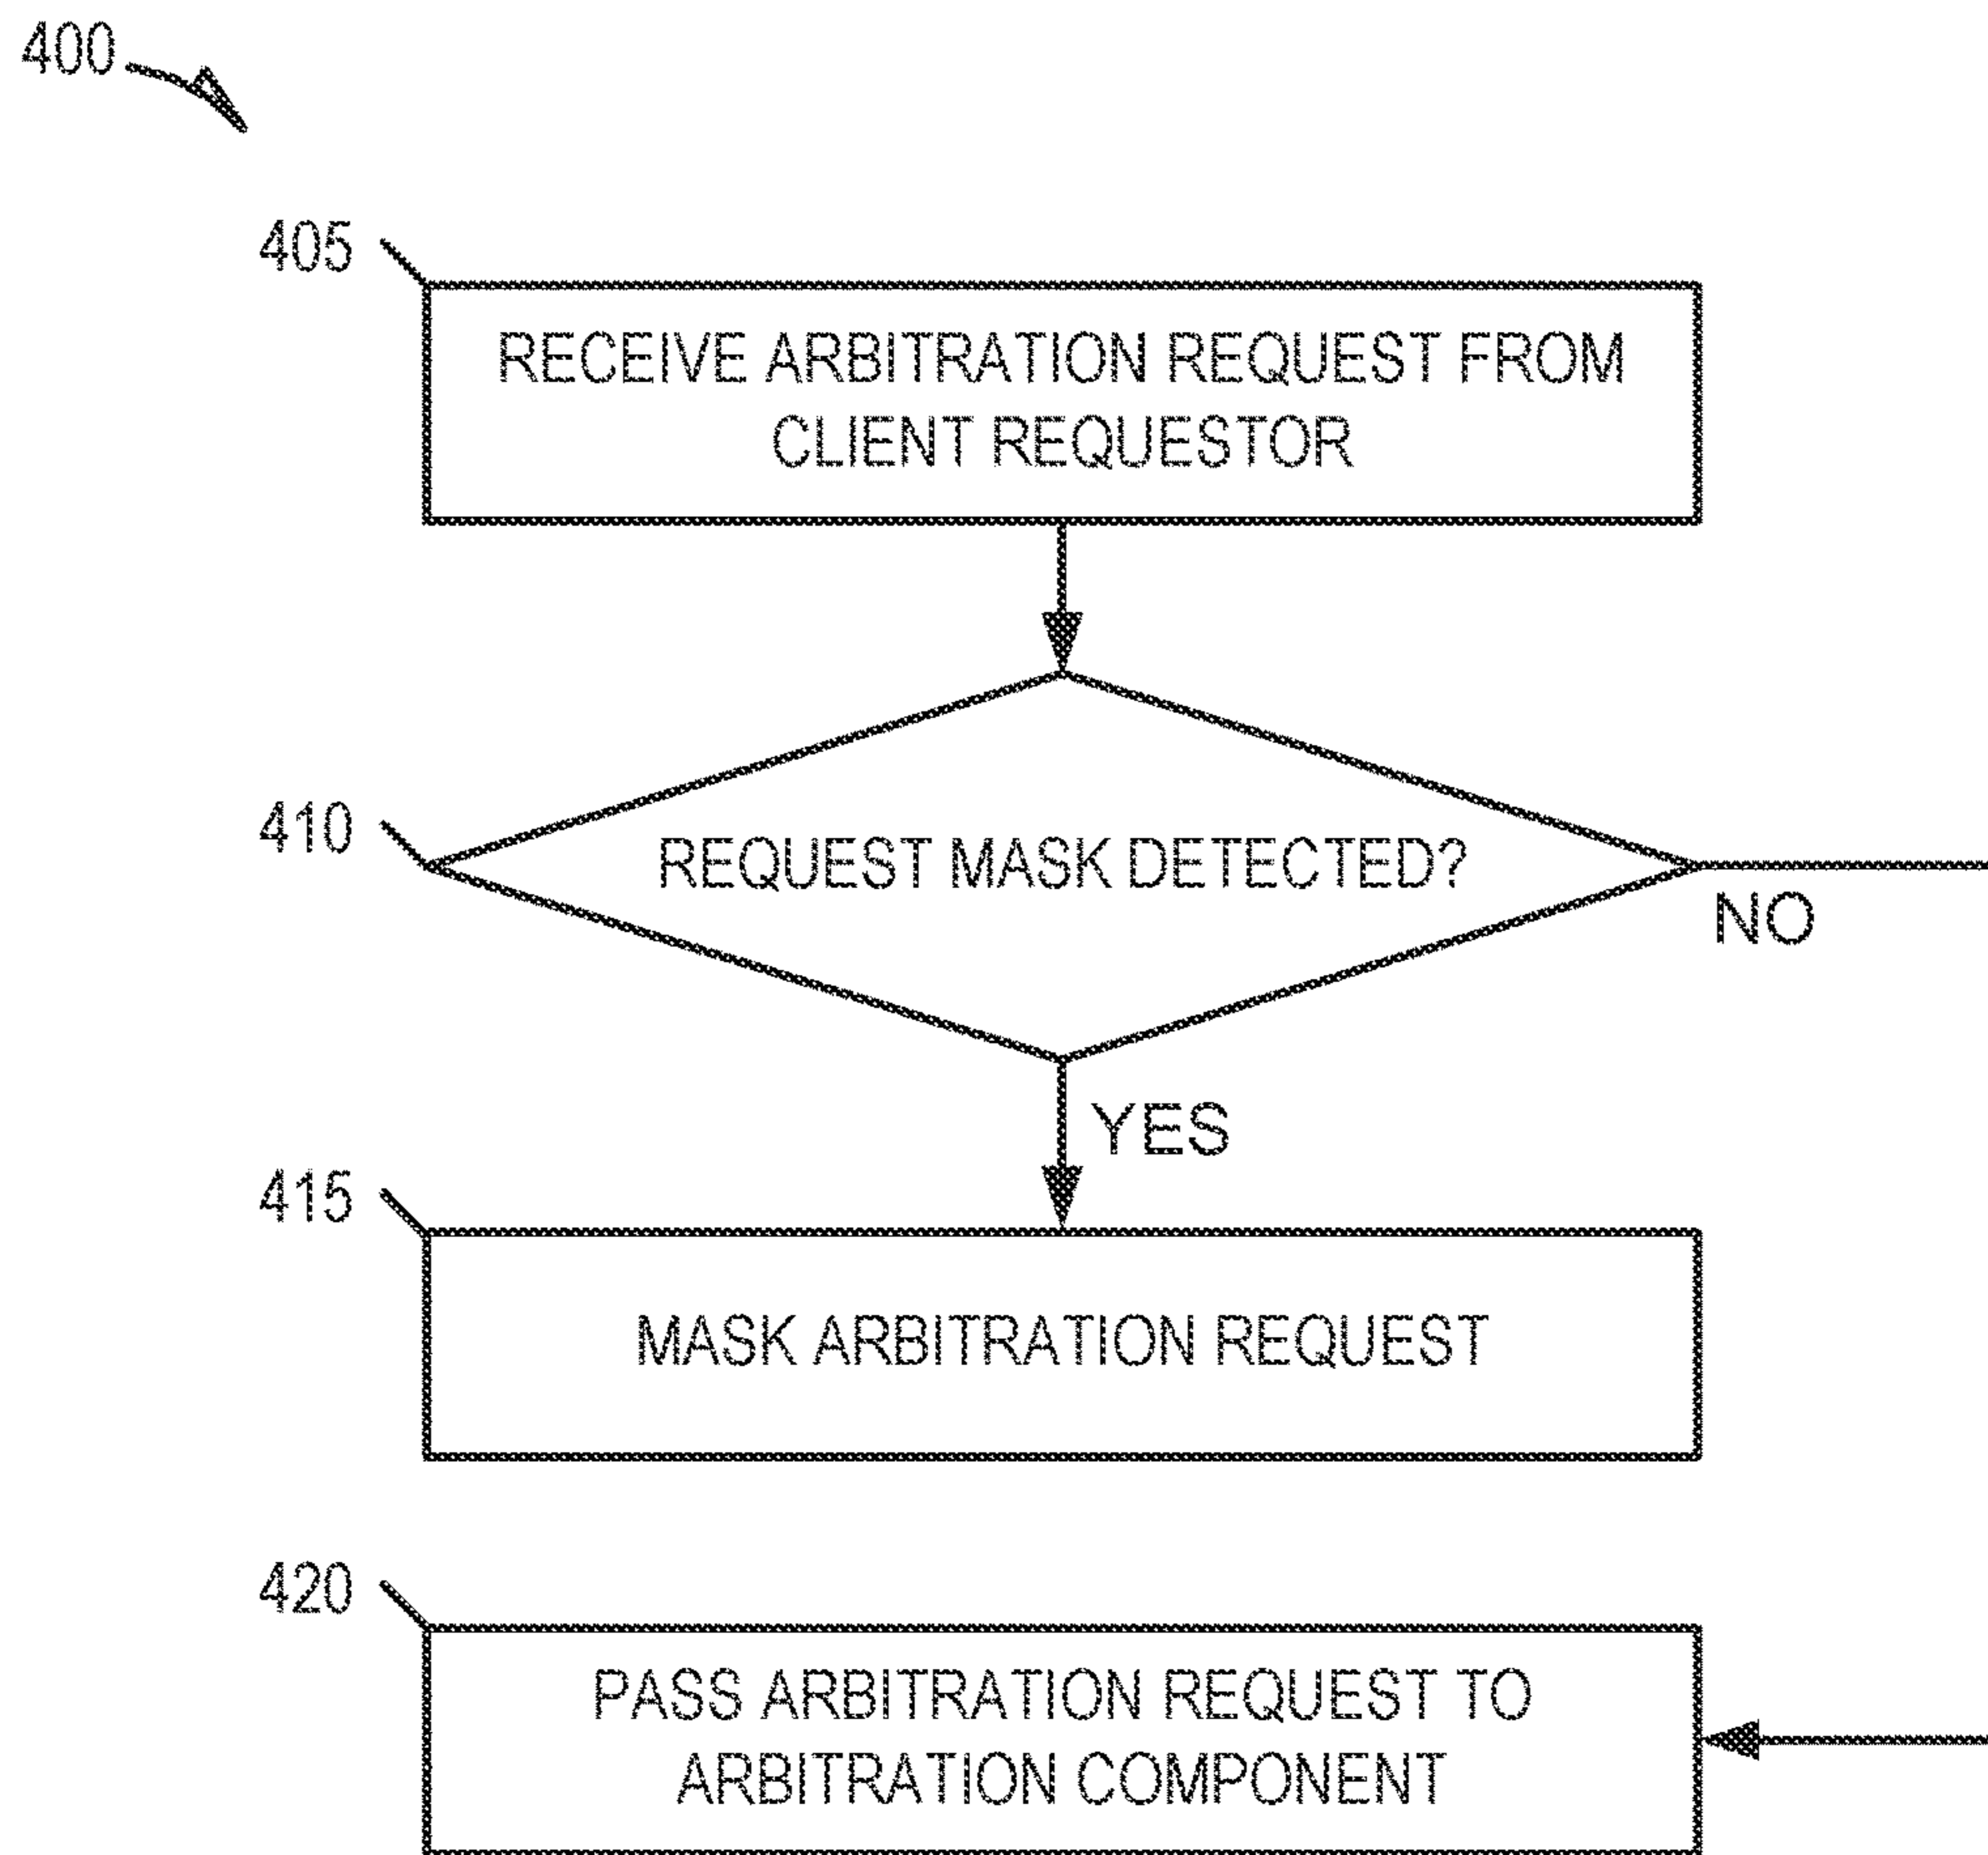 400
405
RECEIVE ARBITRATION REQUEST FROM
CLIENT REQUESTOR
410
REQUEST MASK DETECTED?
NO
YES
415
MASK ARBITRATION REQUEST
420
PASS ARBITRATION REQUEST TO
ARBITRATION COMPONENT